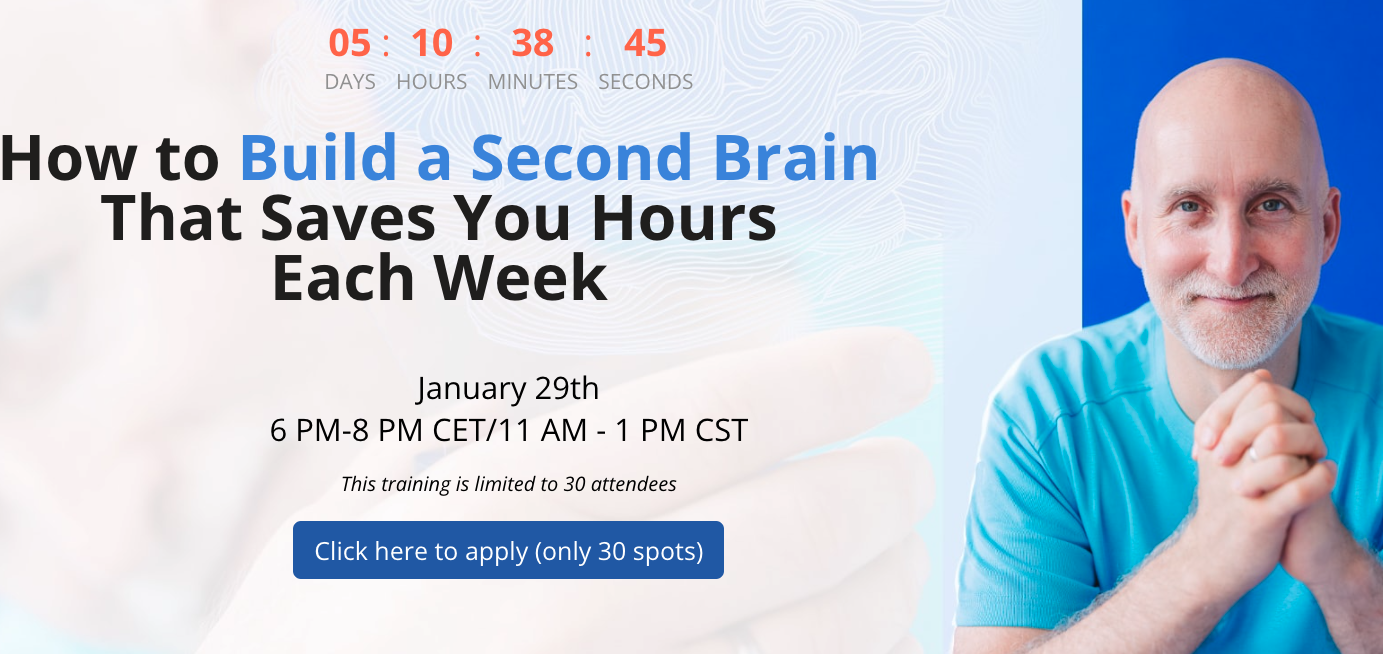 05 : 10 : 38 : 45
DAYS HOURS MINUTES SECONDS
How to Build a Second Brain
That Saves You Hours
Each Week
January 29th
6 PM-8 PM CET/11 AM - 1 PM CST
This training is limited to 30 attendees
Click here to apply (only 30 spots)